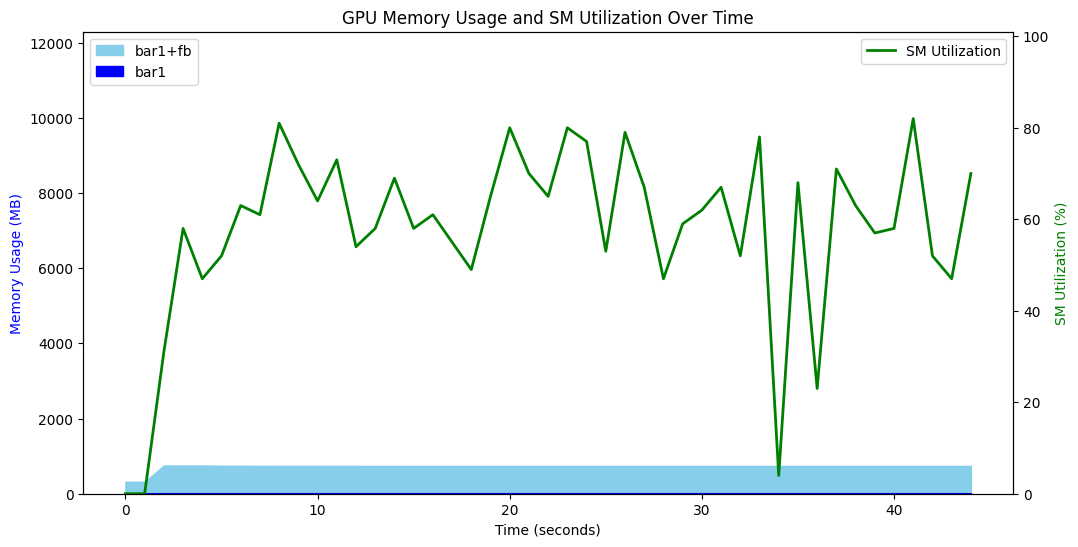 GPU Memory Usage and SM Utilization Over Time
bar1+fb
bar1
SM Utilization
Memory Usage (MB)
12000
10000
8000
6000
4000
2000
0
SM Utilization (%)
100
80
60
40
20
0
0 10 20 30 40
Time (seconds)